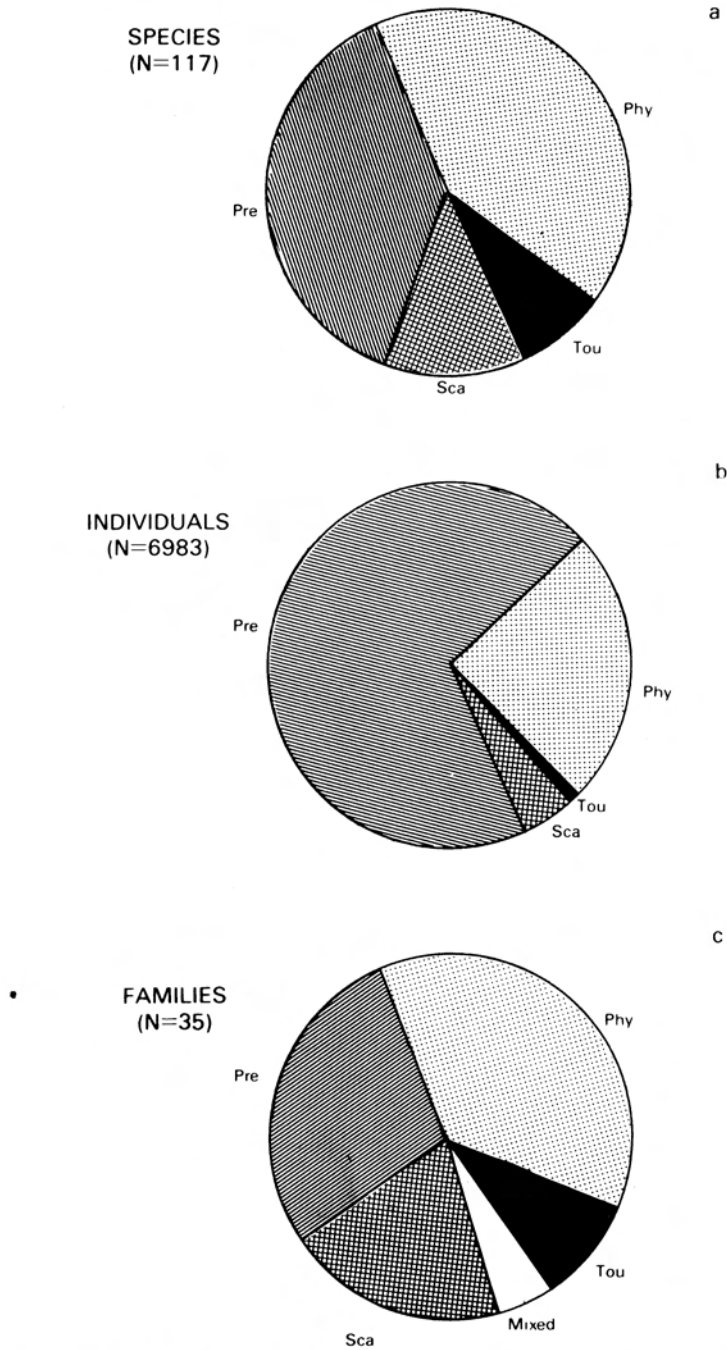 a
SPECIES
(N=117)
Phy
Pre
Tou
Sca
b
INDIVIDUALS
(N=6983)
Pre
Phy
Tou
Sca
c
FAMILIES
(N=35)
Phy
Pre
Tou
Mixed
Sca